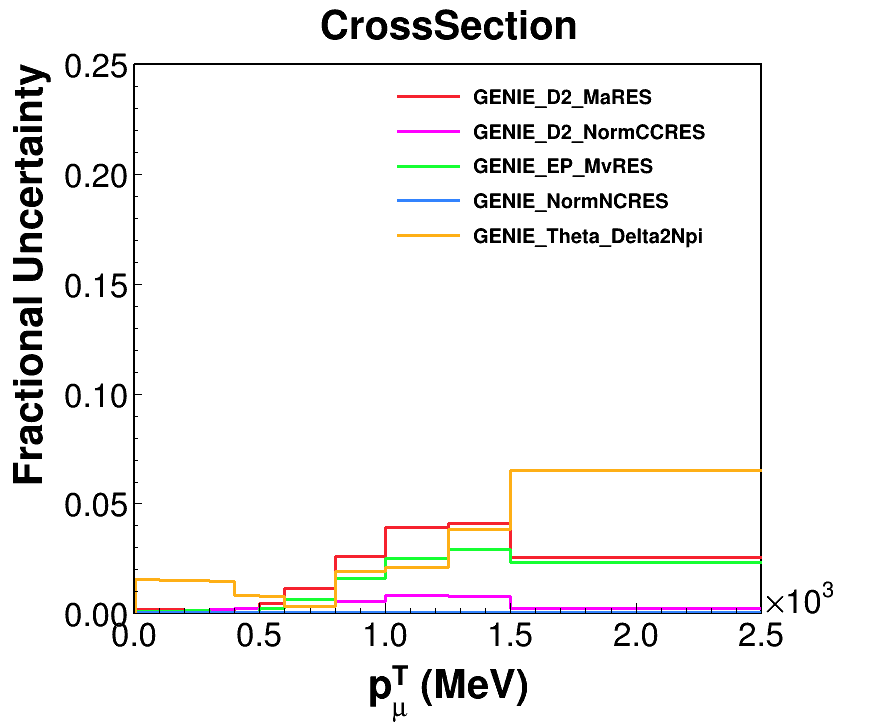 CrossSection
Fractional Uncertainty
0.25
0.20
0.15
0.10
0.05
0.00
GENIE_D2_MaRES
GENIE_D2_NormCCRES
GENIE_EP_MvRES
GENIE_NormNCRES
GENIE_Theta_Delta2Npi
0.0 0.5 1.0 1.5 2.0 2.5
×10³
pᵀμ (MeV)